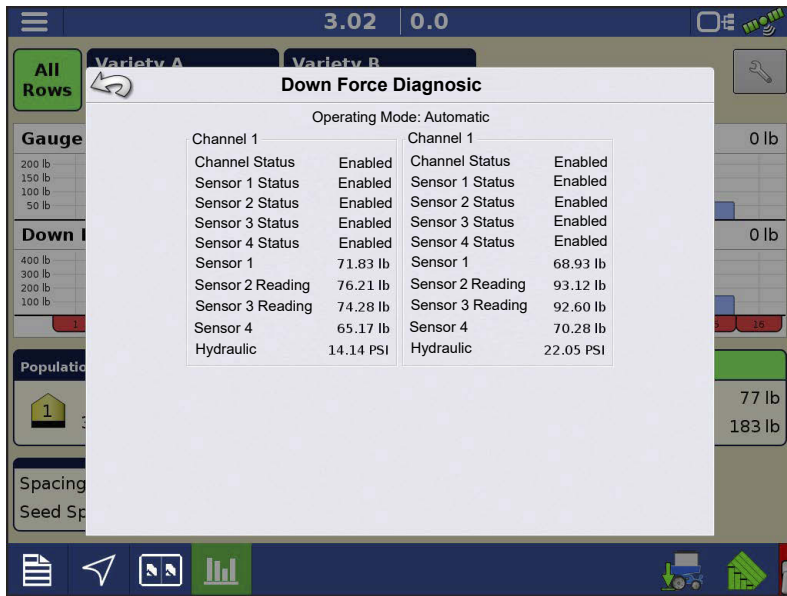 3.02 0.0
All
Rows
Variety A
Variety B
Down Force Diagnosic
Operating Mode: Automatic
Gauge
0 lb
200 lb
150 lb
100 lb
50 lb
Down
0 lb
400 lb
300 lb
200 lb
100 lb
1
26
Channel 1
Channel Status Enabled
Sensor 1 Status Enabled
Sensor 2 Status Enabled
Sensor 3 Status Enabled
Sensor 4 Status Enabled
Sensor 1 71.83 lb
Sensor 2 Reading 76.21 lb
Sensor 3 Reading 74.28 lb
Sensor 4 65.17 lb
Hydraulic 14.14 PSI
Channel 1
Channel Status Enabled
Sensor 1 Status Enabled
Sensor 2 Status Enabled
Sensor 3 Status Enabled
Sensor 4 Status Enabled
Sensor 1 68.93 lb
Sensor 2 Reading 93.12 lb
Sensor 3 Reading 92.60 lb
Sensor 4 70.28 lb
Hydraulic 22.05 PSI
1
77 lb
183 lb
Spacing
Seed